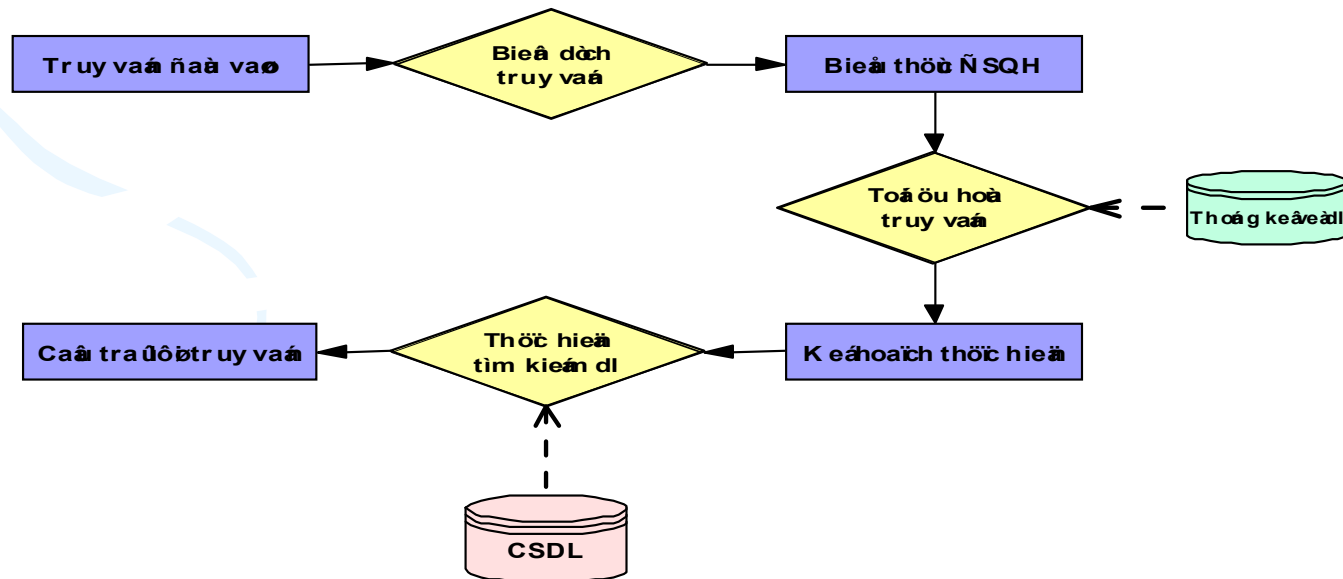 Truy vaán ñaàu vaøo
Bieân dòch
truy vaán
Bieåu thöùc ÑSQH
Toái öu hoùa
truy vaán
Thoáng keâ veà dl
Caâu traû lôøi truy vaán
Thöïc hieän
tìm kieám dl
Keá hoaïch thöïc hieän
CSDL